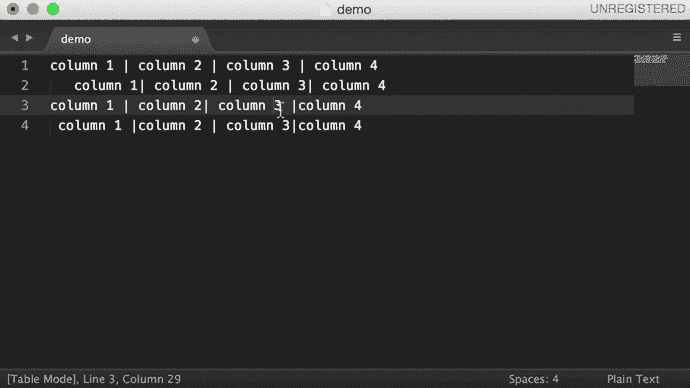 demo
UNREGISTERED
demo
1 column 1 | column 2 | column 3 | column 4
2    column 1| column 2 | column 3| column 4
3 column 1 | column 2| column 3 |column 4
4  column 1 |column 2 | column 3|column 4
[Table Mode], Line 3, Column 29 Spaces: 4 Plain Text